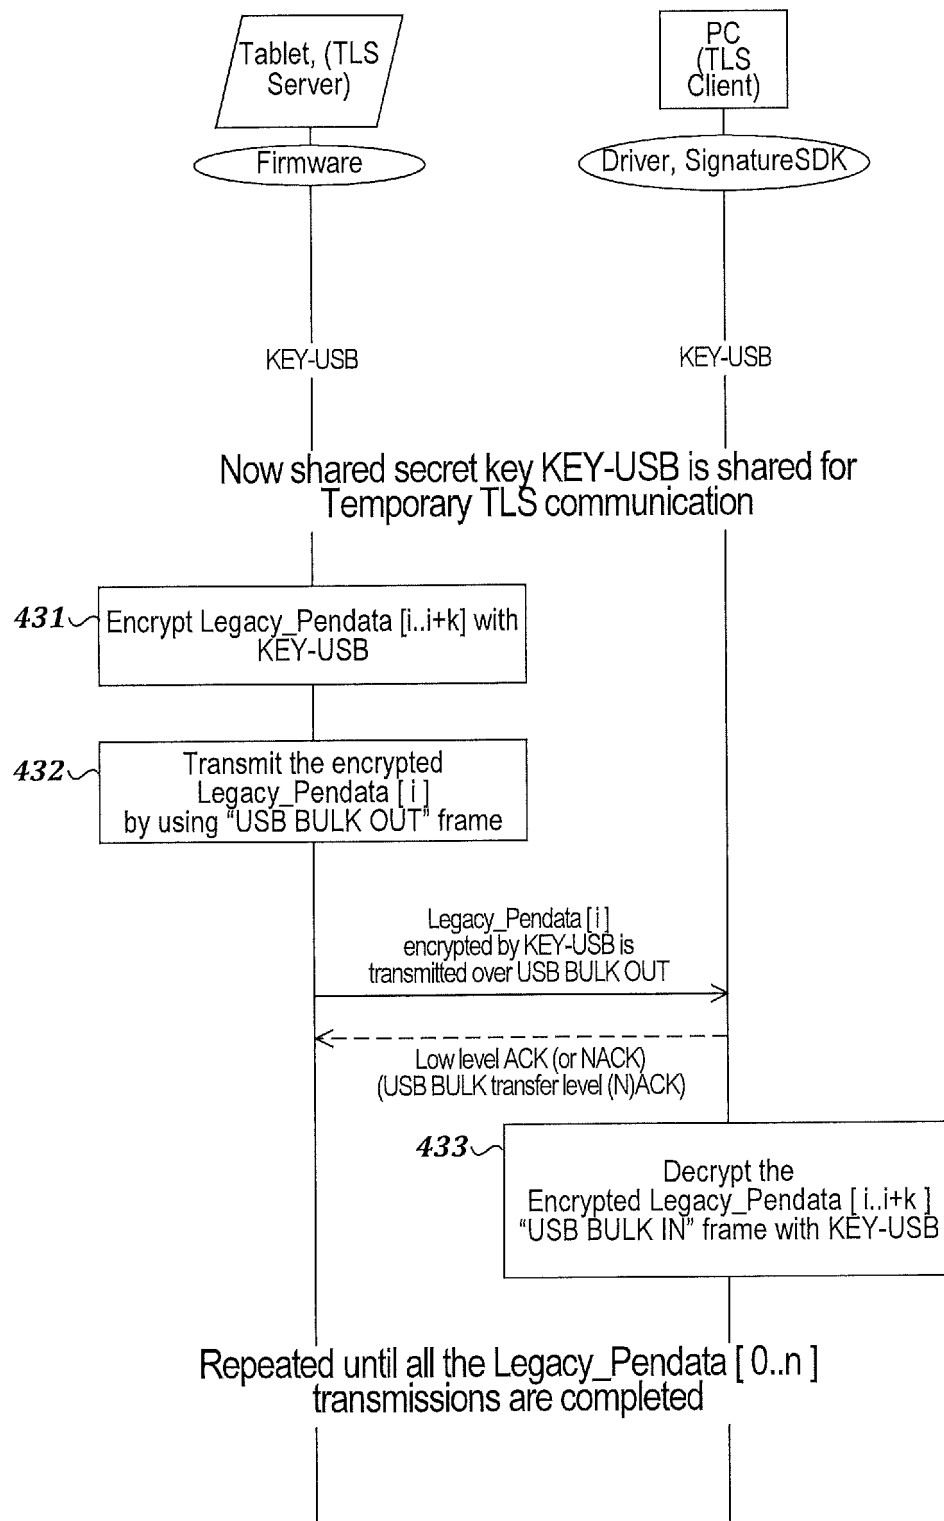 Tablet, (TLS
Server)
PC
(TLS
Client)
Firmware
Driver, SignatureSDK
KEY-USB
KEY-USB
Now shared secret key KEY-USB is shared for
Temporary TLS communication
431
Encrypt Legacy_Pendata [i..i+k] with
KEY-USB
432
Transmit the encrypted
Legacy_Pendata [ i ]
by using “USB BULK OUT” frame
Legacy_Pendata [ i ]
encrypted by KEY-USB is
transmitted over USB BULK OUT
Low level ACK (or NACK)
(USB BULK transfer level (N)ACK)
433
Decrypt the
Encrypted Legacy_Pendata [ i..i+k ]
“USB BULK IN” frame with KEY-USB
Repeated until all the Legacy_Pendata [ 0..n ]
transmissions are completed